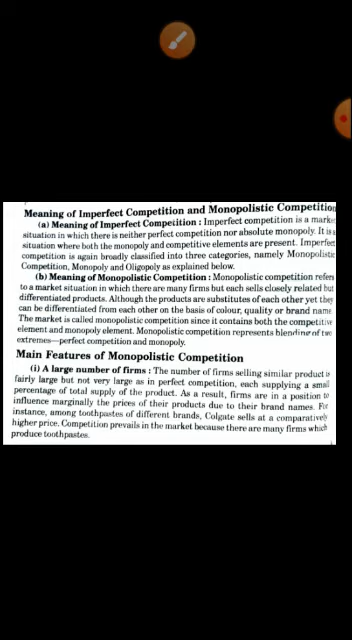 Meaning of Imperfect Competition and Monopolistic Competition
(a) Meaning of Imperfect Competition : Imperfect competition is a market
situation in which there is neither perfect competition nor absolute monopoly. It is a
situation where both the monopoly and competitive elements are present. Imperfect
competition is again broadly classified into three categories, namely Monopolistic
Competition, Monopoly and Oligopoly as explained below.
(b) Meaning of Monopolistic Competition : Monopolistic competition refers
to a market situation in which there are many firms but each sells closely related but
differentiated products. Although the products are substitutes of each other yet they
can be differentiated from each other on the basis of colour, quality or brand name
The market is called monopolistic competition since it contains both the competitive
element and monopoly element. Monopolistic competition represents blending of two
extremes—perfect competition and monopoly.
Main Features of Monopolistic Competition
(i) A large number of firms : The number of firms selling similar product is
fairly large but not very large as in perfect competition, each supplying a small
percentage of total supply of the product. As a result, firms are in a position to
influence marginally the prices of their products due to their brand names. For
instance, among toothpastes of different brands, Colgate sells at a comparatively
higher price. Competition prevails in the market because there are many firms which
produce toothpastes.